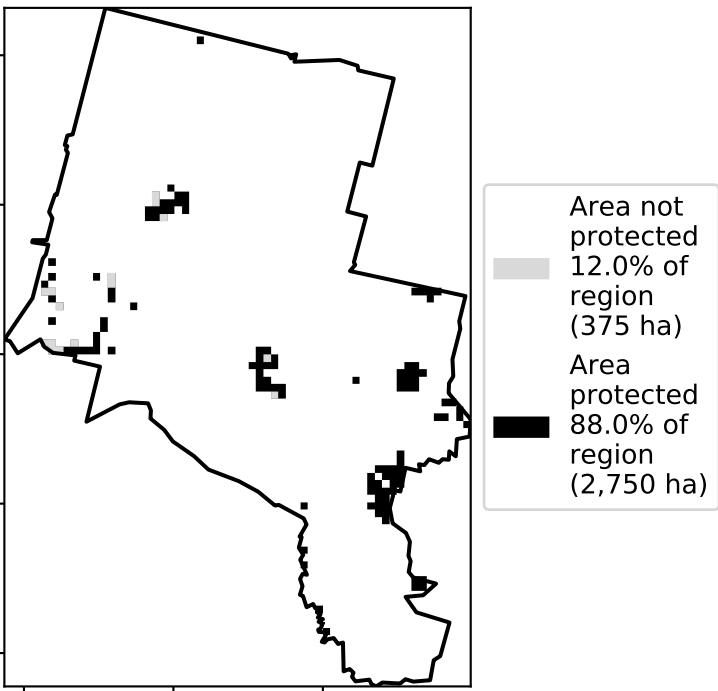 Area not
protected
12.0% of
region
(375 ha)
Area
protected
88.0% of
region
(2,750 ha)